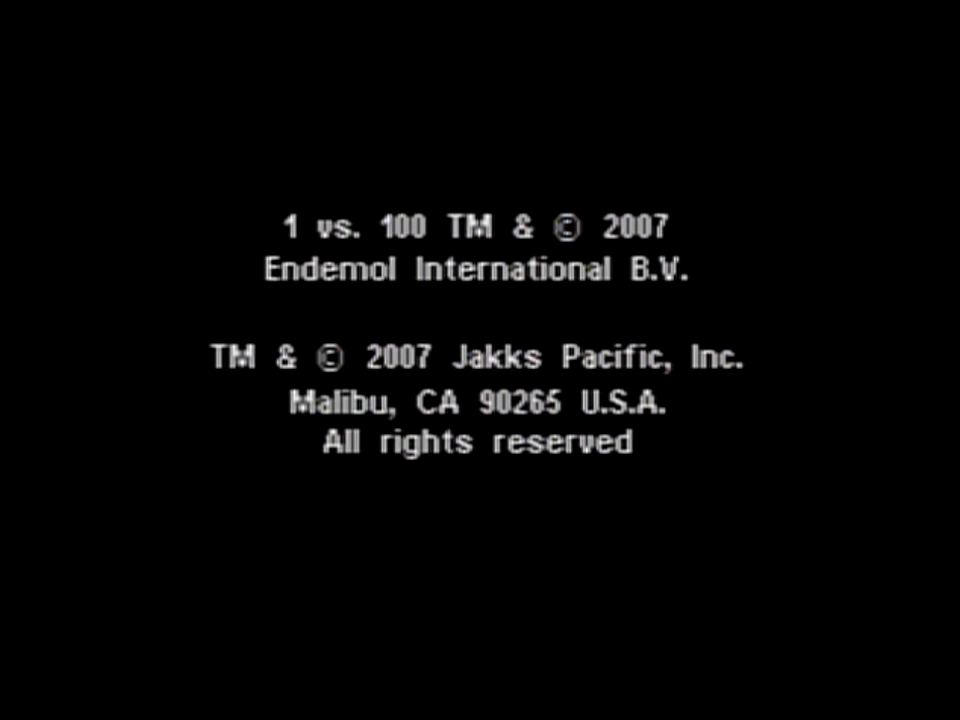 1 vs. 100 TM & © 2007
Endemol International B.V.
TM & © 2007 Jakks Pacific, Inc.
Malibu, CA 90265 U.S.A.
All rights reserved